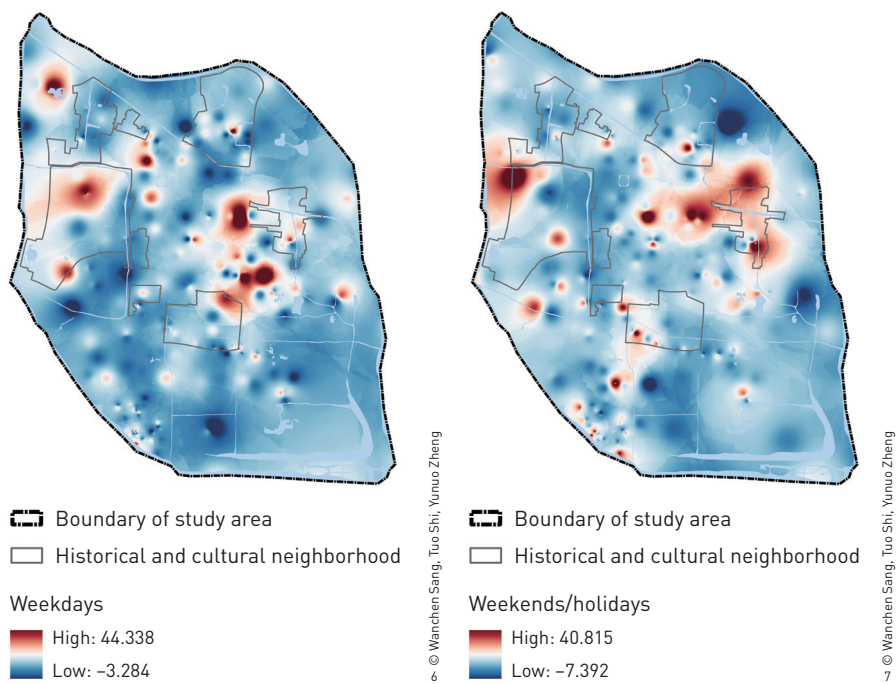 Boundary of study area
Historical and cultural neighborhood
Weekdays
High: 44.338
Low: −3.284
6 © Wanchen Sang, Tuo Shi, Yunuo Zheng
Boundary of study area
Historical and cultural neighborhood
Weekends/holidays
High: 40.815
Low: −7.392
7 © Wanchen Sang, Tuo Shi, Yunuo Zheng